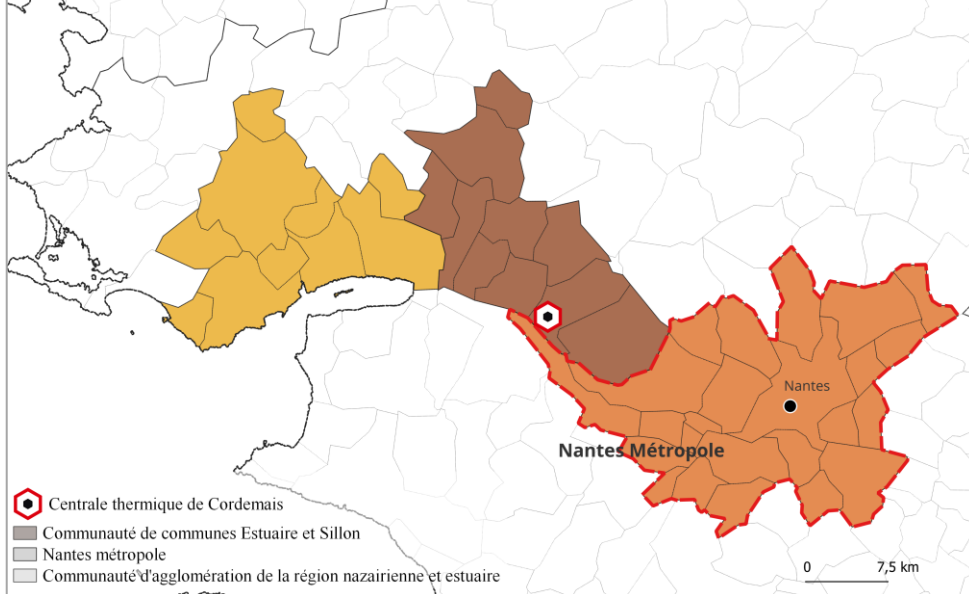 Nantes
Nantes Métropole
Centrale thermique de Cordemais
Communauté de communes Estuaire et Sillon
Nantes métropole
Communauté d'agglomération de la région nazairienne et estuaire
0 7,5 km